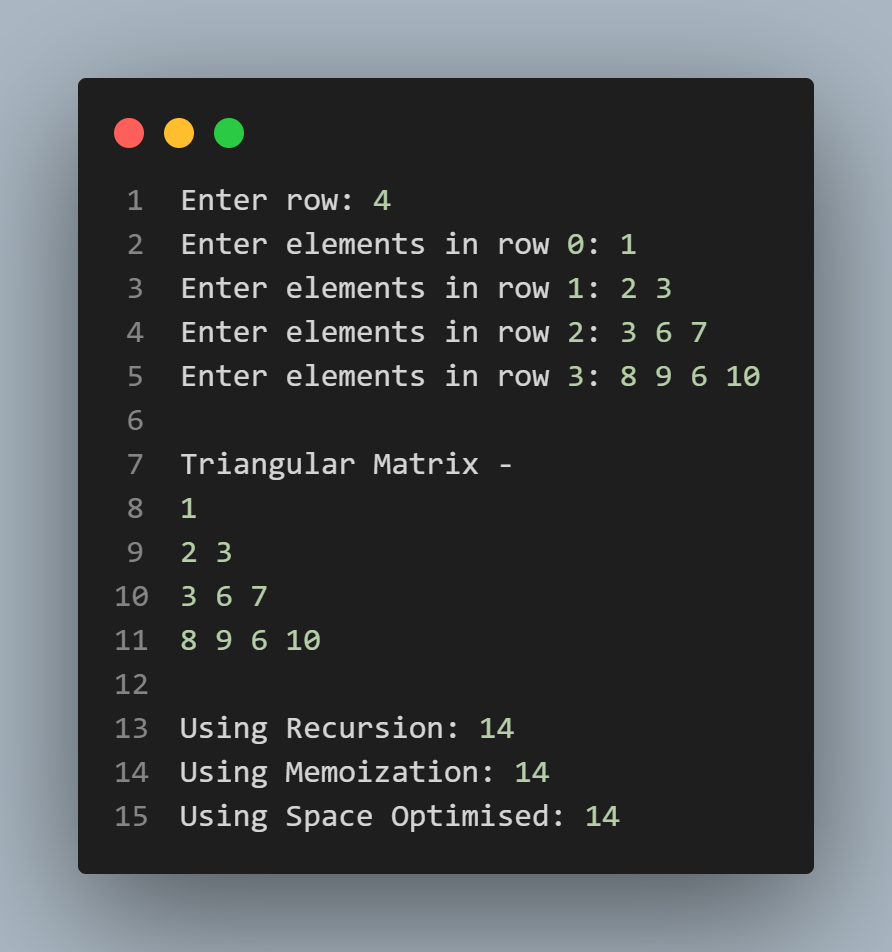 1 Enter row: 4
2 Enter elements in row 0: 1
3 Enter elements in row 1: 2 3
4 Enter elements in row 2: 3 6 7
5 Enter elements in row 3: 8 9 6 10
6
7 Triangular Matrix -
8 1
9 2 3
10 3 6 7
11 8 9 6 10
12
13 Using Recursion: 14
14 Using Memoization: 14
15 Using Space Optimised: 14